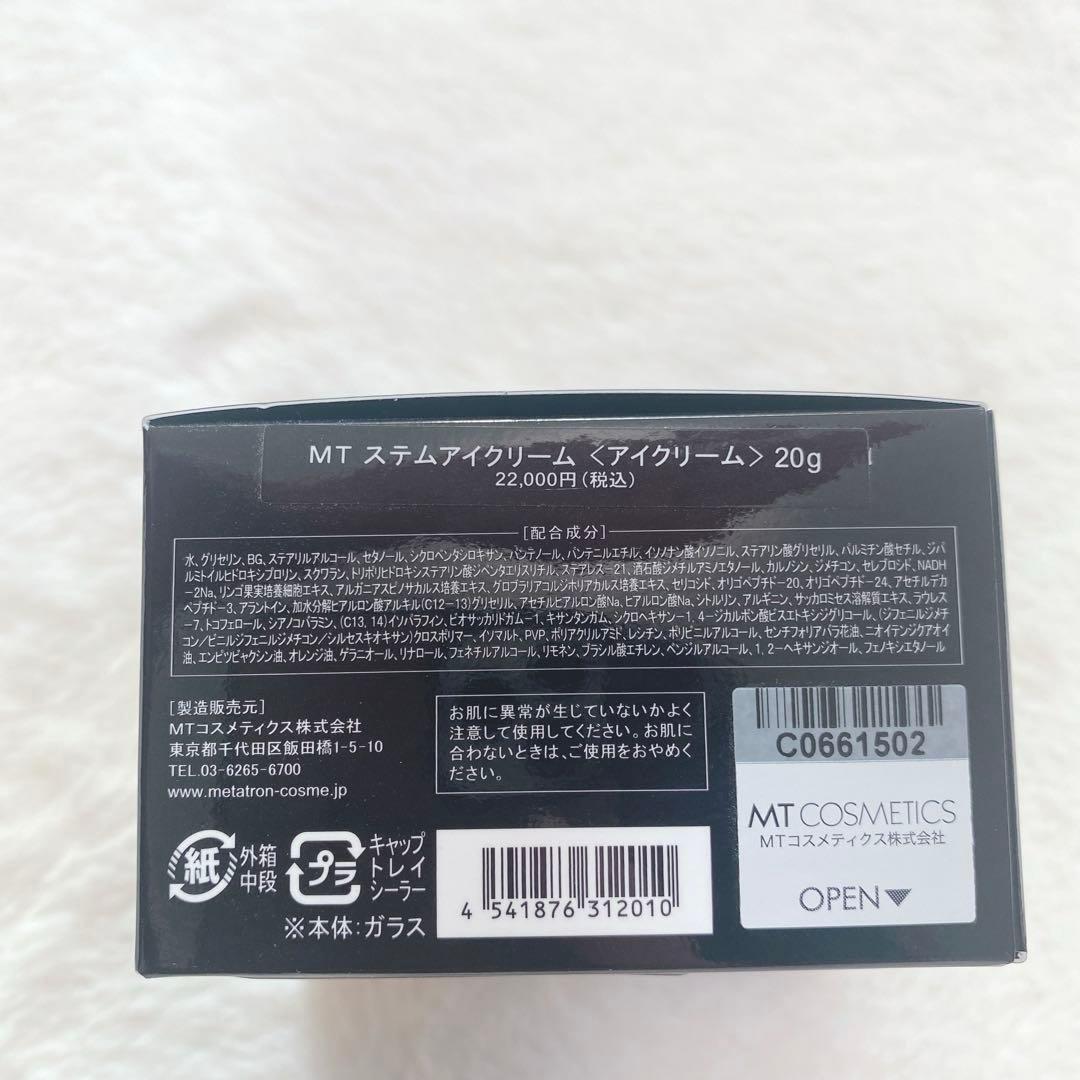 MT ステムアイクリーム〈アイクリーム〉20g
22,000円(税込)
[配合成分]
水、グリセリン、BG、ステアリルアルコール、セタノール、シクロペンタシロキサン、パンテノール、パンテニルエチル、イソノナン酸イソノニル、ステアリン酸グリセリル、パルミチン酸セチル、ジパ
ルミトイルヒドロキシプロリン、スクワラン、トリポリヒドロキシステアリン酸ジペンタエリスリチル、ステアレス-21、酒石酸ジメチルアミノエタノール、カルノシン、ジメチコン、セレブロシド、NADH
-2Na、リンゴ果実培養細胞エキス、アルガニアスピノサカルス培養エキス、グロブラリアコルジホリアカルス培養エキス、セリコシド、オリゴペプチド-20、オリゴペプチド-24、アセチルデカ
ペプチド-3、アラントイン、加水分解ヒアルロン酸アルキル(C12-13)グリセリル、アセチルヒアルロン酸Na、ヒアルロン酸Na、シトルリン、アルギニン、サッカロミセス溶解質エキス、ラウレス
-7、トコフェロール、シアノコバラミン、(C13, 14)イソパラフィン、ビオサッカリドガム-1、キサンタンガム、シクロヘキサン-1, 4-ジカルボン酸ビスエトキシジグリコール、(ジフェニルジメチ
コン/ビニルジフェニルジメチコン/シルセスキオキサン)クロスポリマー、イソマルト、PVP、ポリアクリルアミド、レシチン、ポリビニルアルコール、センチフォリアバラ花油、ニオイテンジクアオイ
油、エンピツビャクシン油、オレンジ油、ゲラニオール、リナロール、フェネチルアルコール、リモネン、ブラシル酸エチレン、ベンジルアルコール、1, 2-ヘキサンジオール、フェノキシエタノール
[製造販売元]
MTコスメティクス株式会社
東京都千代田区飯田橋1-5-10
TEL.03-6265-6700
www.metatron-cosme.jp
お肌に異常が生じていないかよく
注意して使用してください。お肌に
合わないときは、ご使用をおやめく
ださい。
C0661502
MT COSMETICS
MTコスメティクス株式会社
OPEN▼
紙
外箱
中段
プラ
キャップ
トレイ
シーラー
※本体:ガラス
4 541876 312010